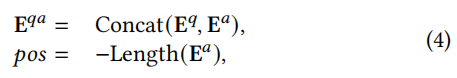 E^{qa} = Concat(E^q, E^a),
pos = −Length(E^a),
(4)